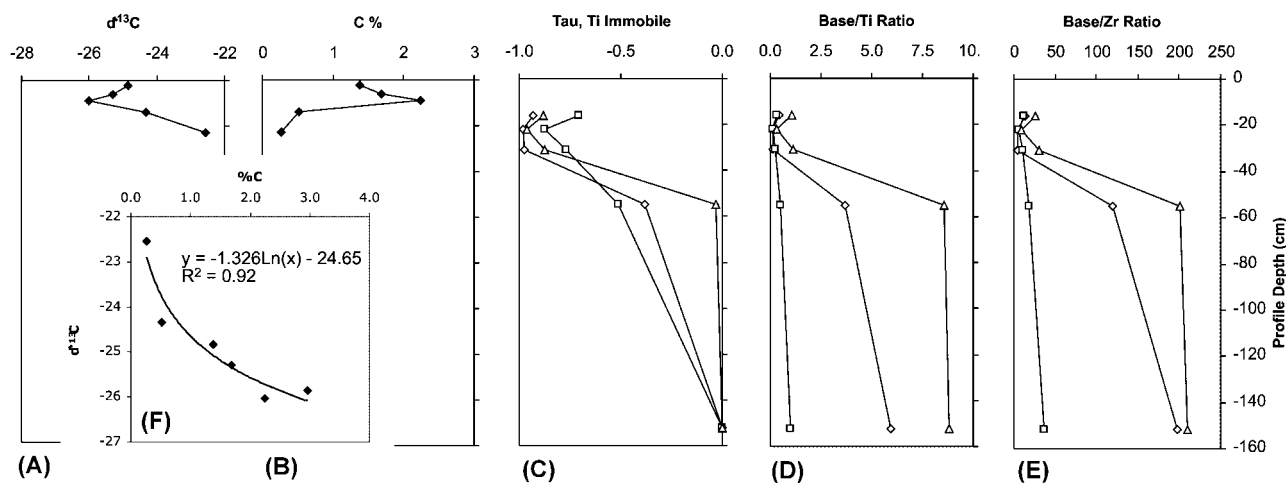 d¹³C
C %
Tau, Ti Immobile
Base/Ti Ratio
Base/Zr Ratio
-28 -26 -24 -22
0 1 2 3
-1.0 -0.5 0.0
0.0 2.5 5.0 7.5 10.
0 50 100 150 200 250
0
-20
-40
-60
-80
-100
-120
-140
-160
Profile Depth (cm)
%C
0.0 1.0 2.0 3.0 4.0
-22
-23
-24
-25
-26
-27
d¹³C
y = -1.326Ln(x) - 24.65
R² = 0.92
(F)
(A)
(B)
(C)
(D)
(E)